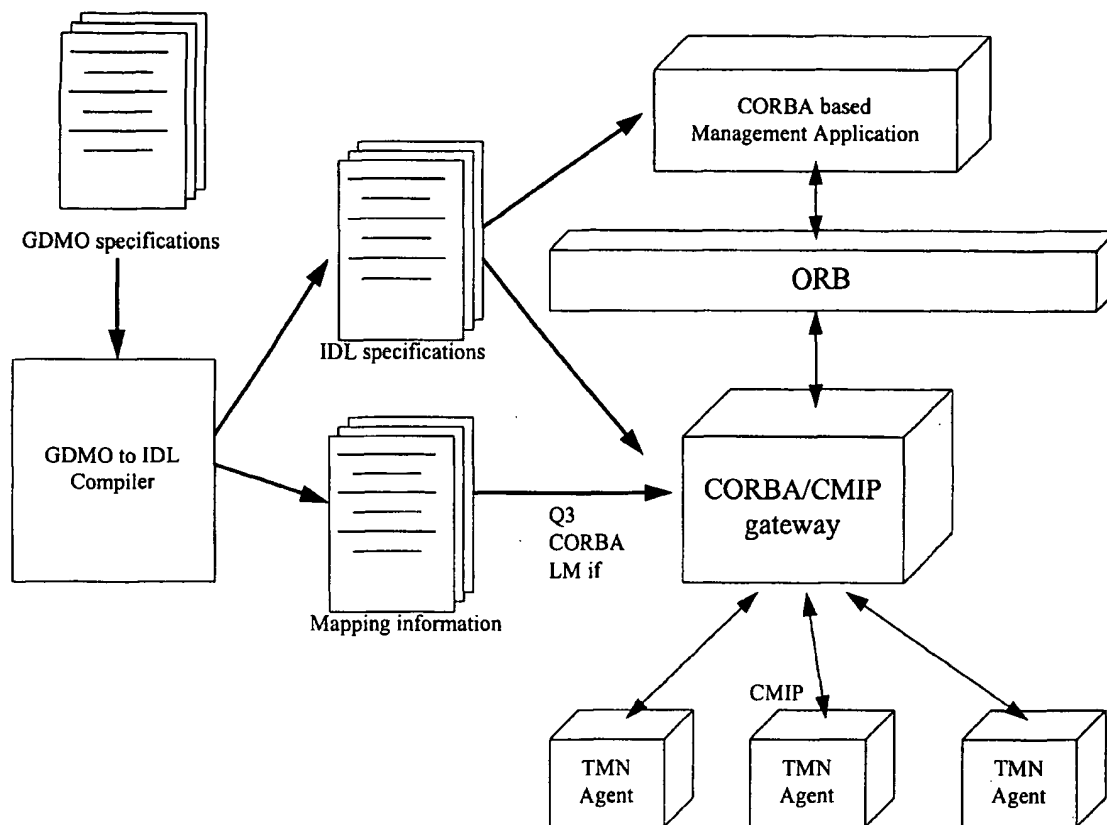 CORBA based
Management Application
GDMO specifications
ORB
IDL specifications
GDMO to IDL
Compiler
CORBA/CMIP
gateway
Q3
CORBA
LM if
Mapping information
CMIP
TMN
Agent
TMN
Agent
TMN
Agent